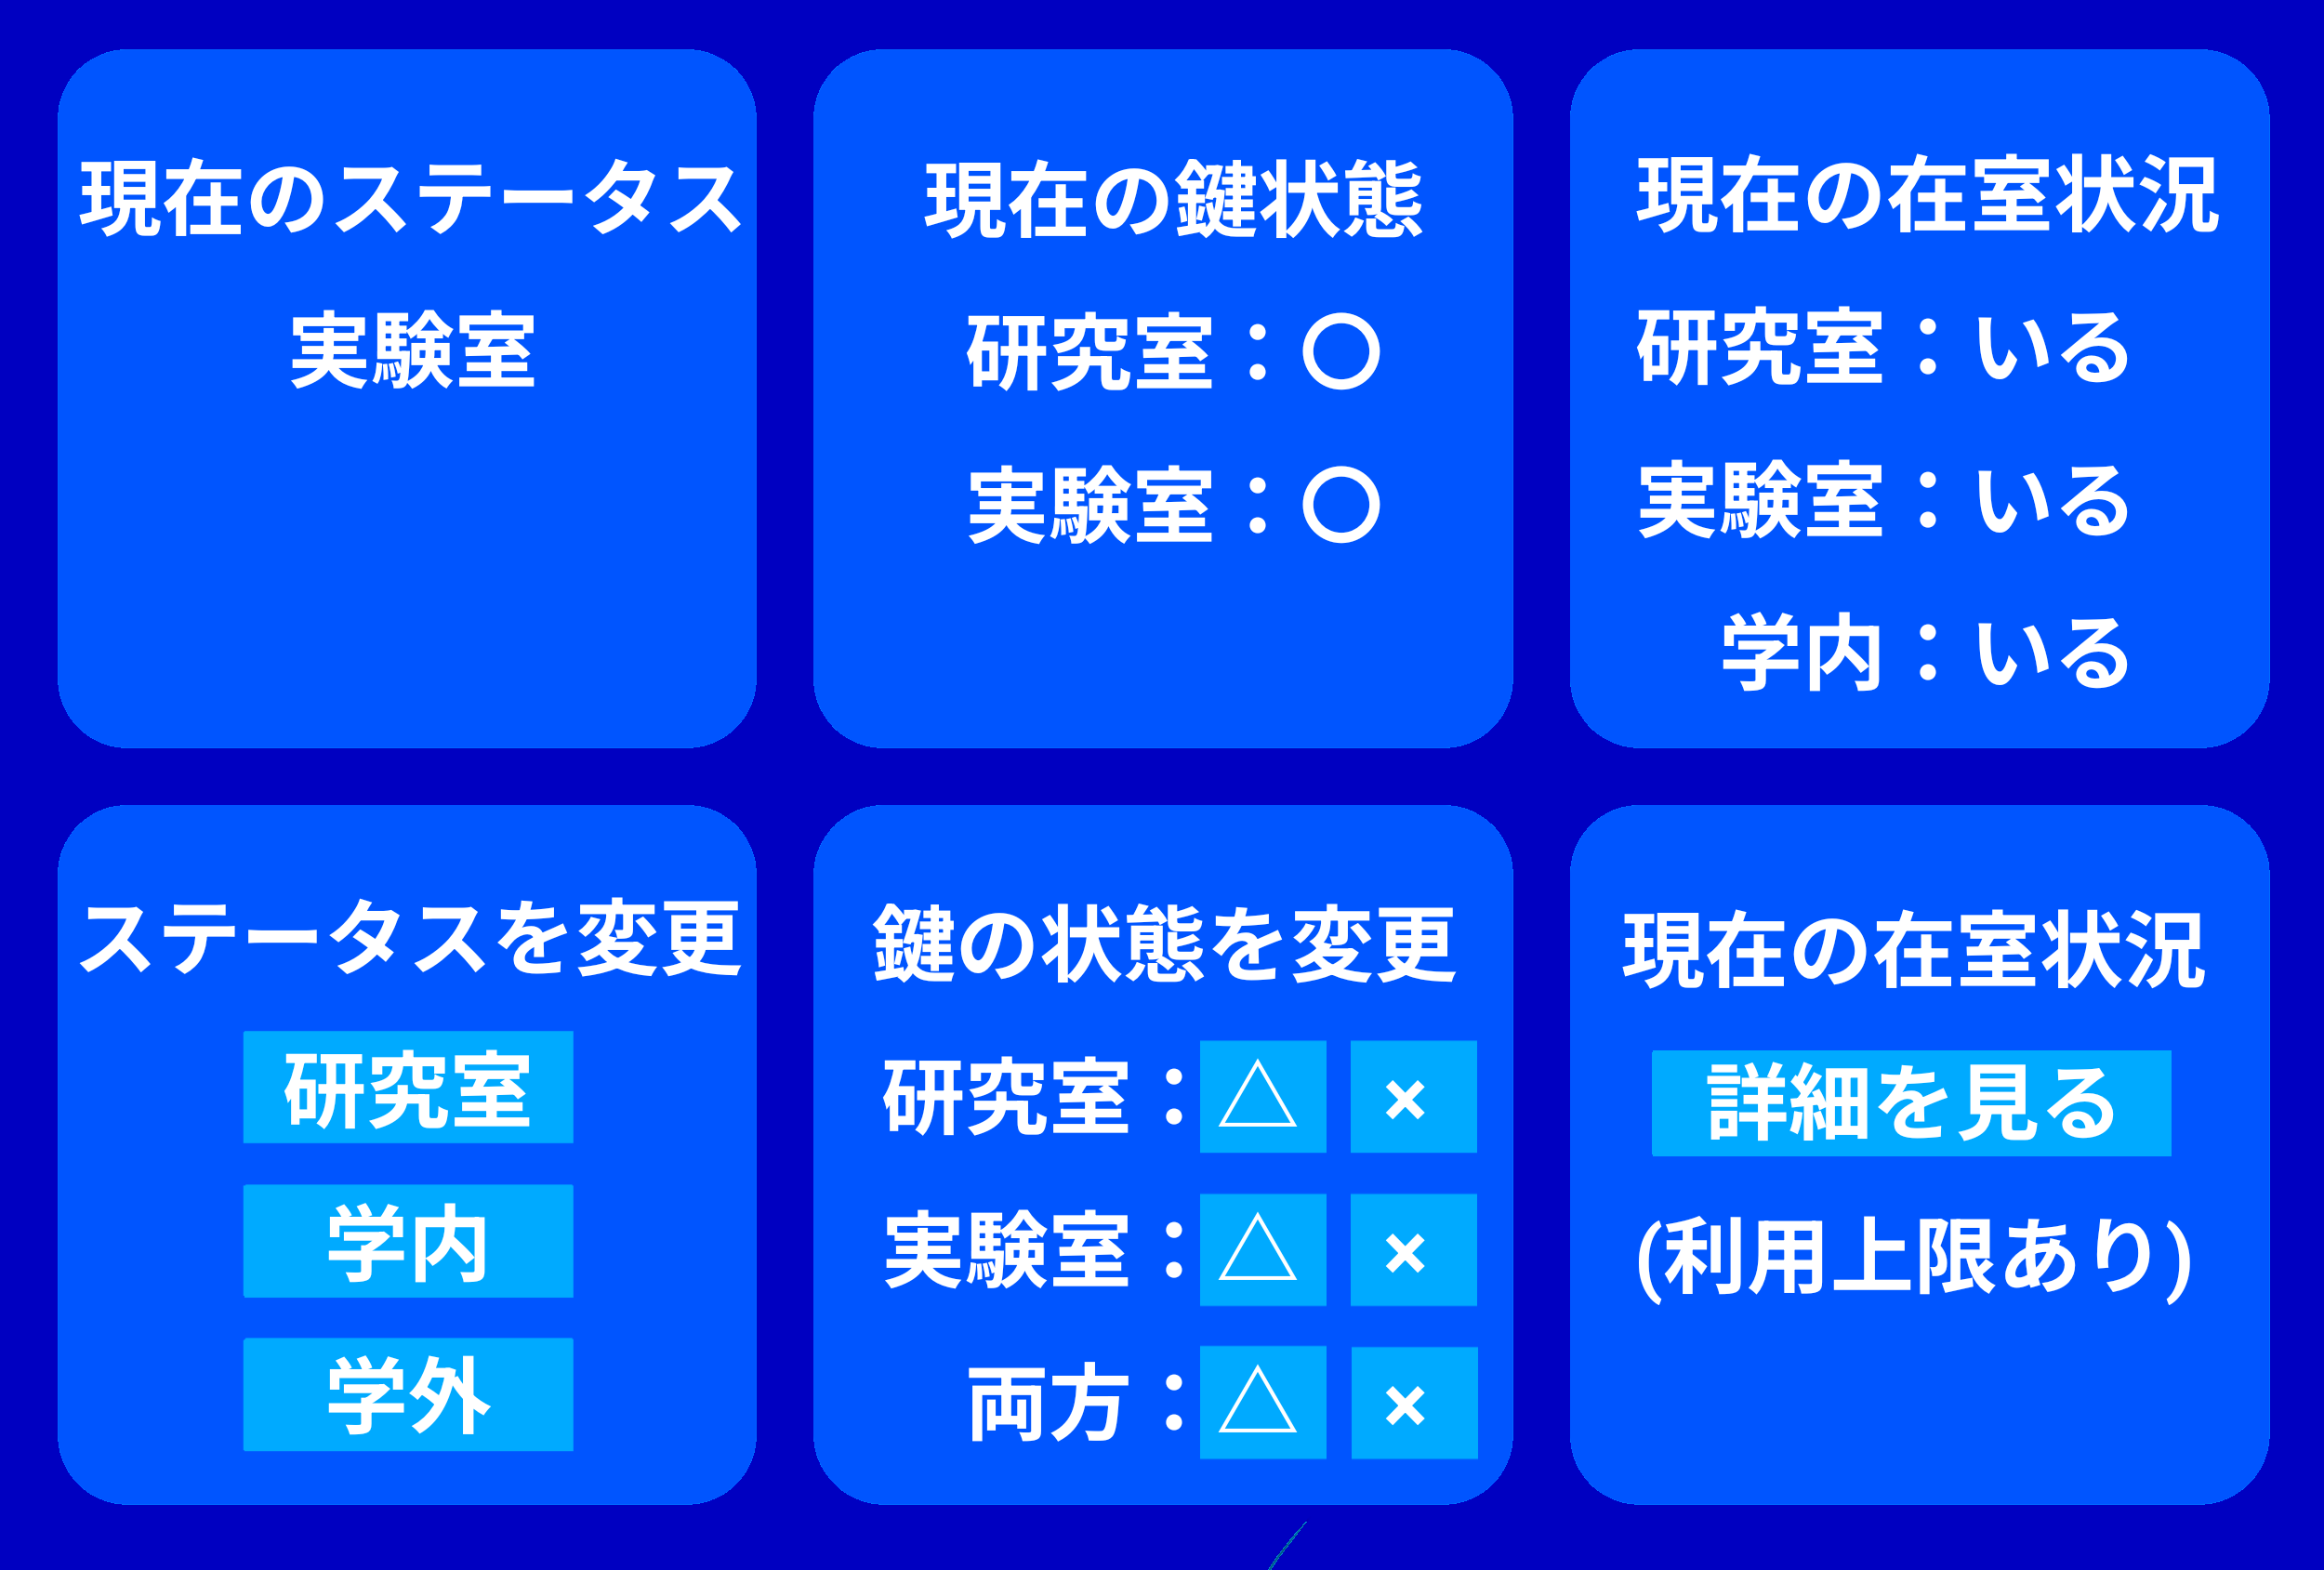 現在のステータス
実験室
現在の鍵状態
研究室：○
実験室：○
現在の在室状況
研究室：いる
実験室：いる
学内：いる
ステータスを変更
研究室
学内
学外
鍵の状態を変更
研究室：△ ×
実験室：△ ×
両方：△ ×
現在の在室状況
詳細を見る
(利用上限あり)